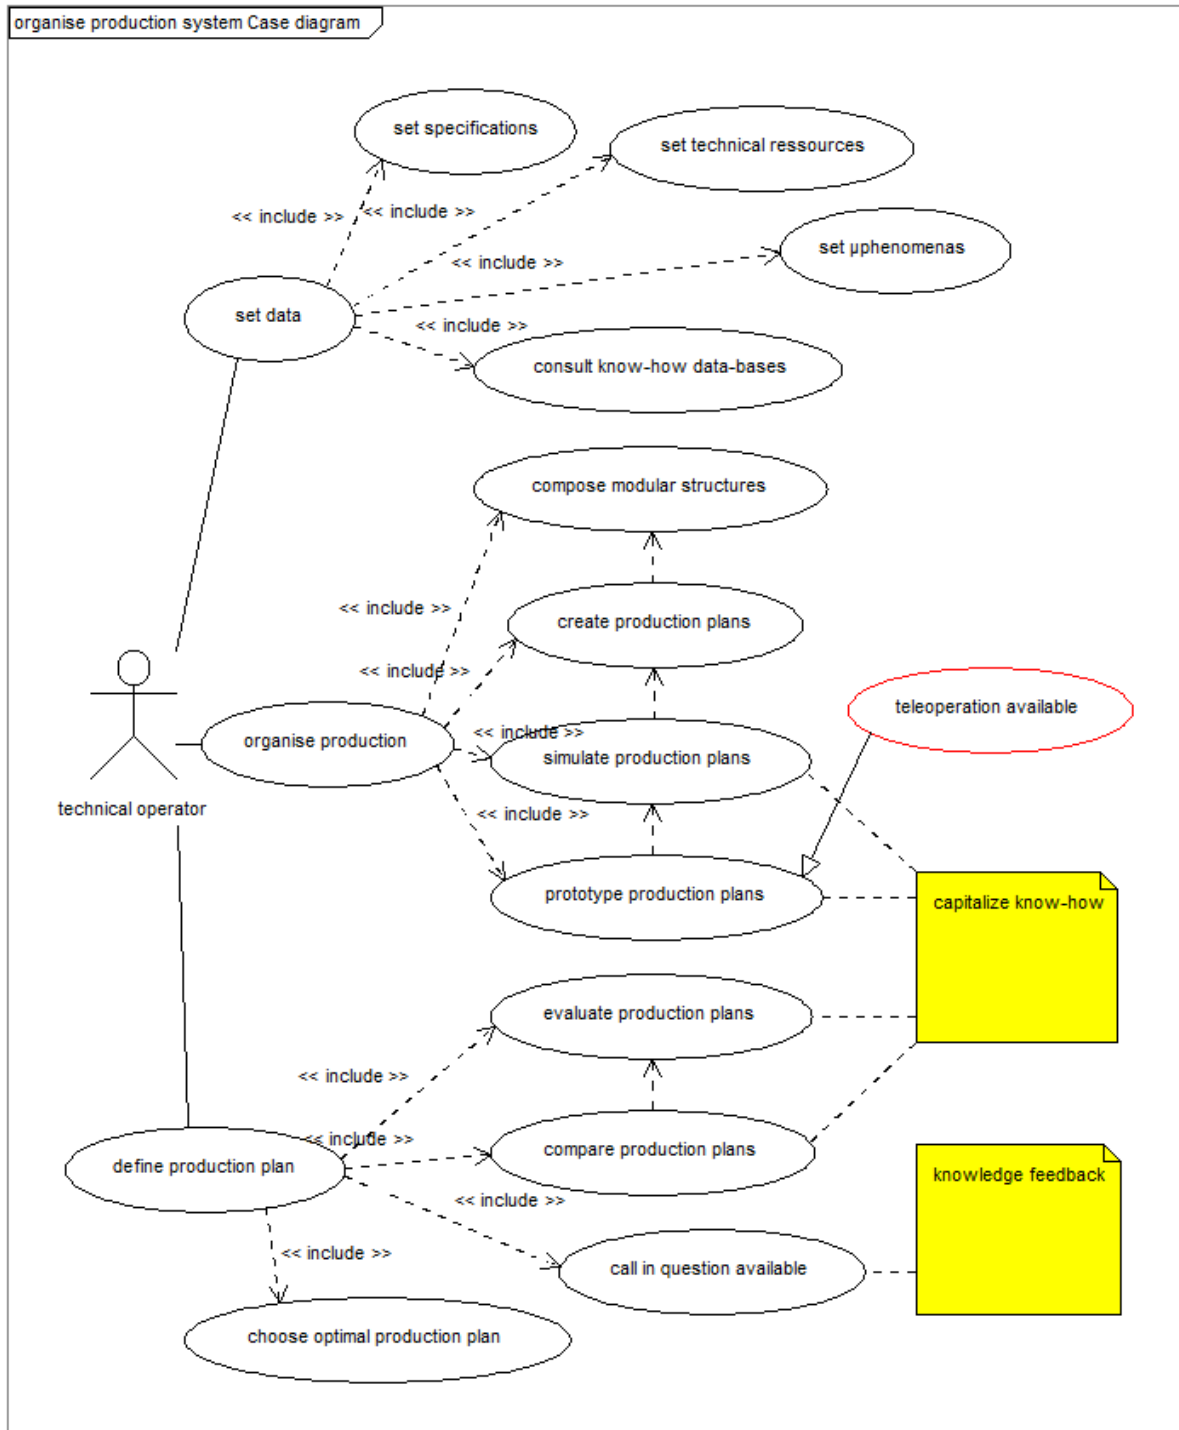 organise production system Case diagram
set specifications
set technical ressources
<< include >>
<< include >>
set µphenomenas
<< include >>
set data
<< include >>
consult know-how data-bases
compose modular structures
<< include >>
create production plans
<< include >>
teleoperation available
organise production
<< include >>
simulate production plans
technical operator
<< include >>
prototype production plans
capitalize know-how
evaluate production plans
<< include >>
<< include >>
compare production plans
define production plan
knowledge feedback
<< include >>
<< include >>
call in question available
choose optimal production plan